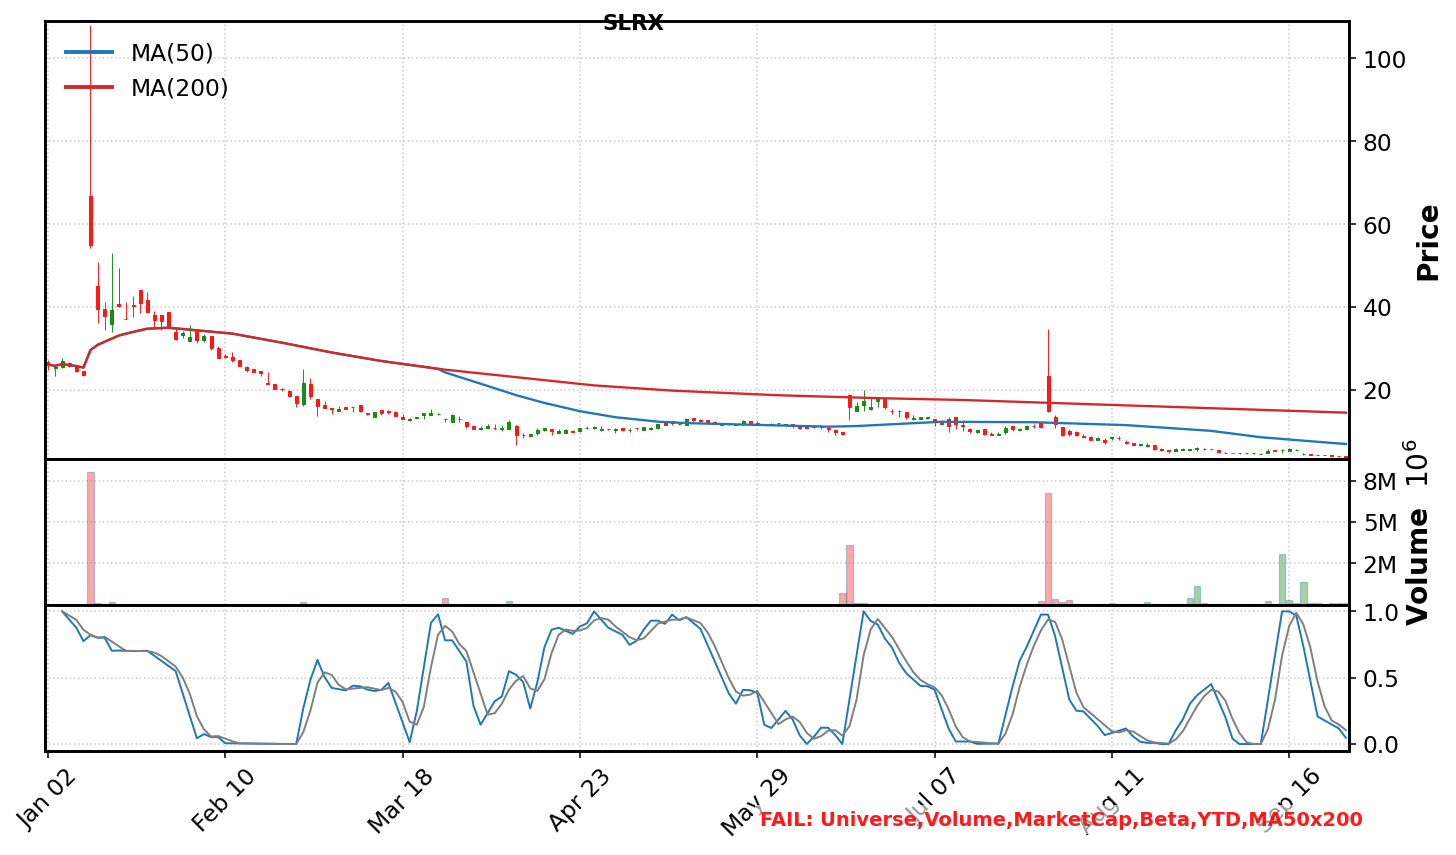 SLRX
MA(50)
MA(200)
100
80
60
40
20
Price
8M
5M
2M
Volume 10^6
1.0
0.5
0.0
Jan 02
Feb 10
Mar 18
Apr 23
May 29
Jul 07
Aug 11
Sep 16
FAIL: Universe,Volume,MarketCap,Beta,YTD,MA50x200